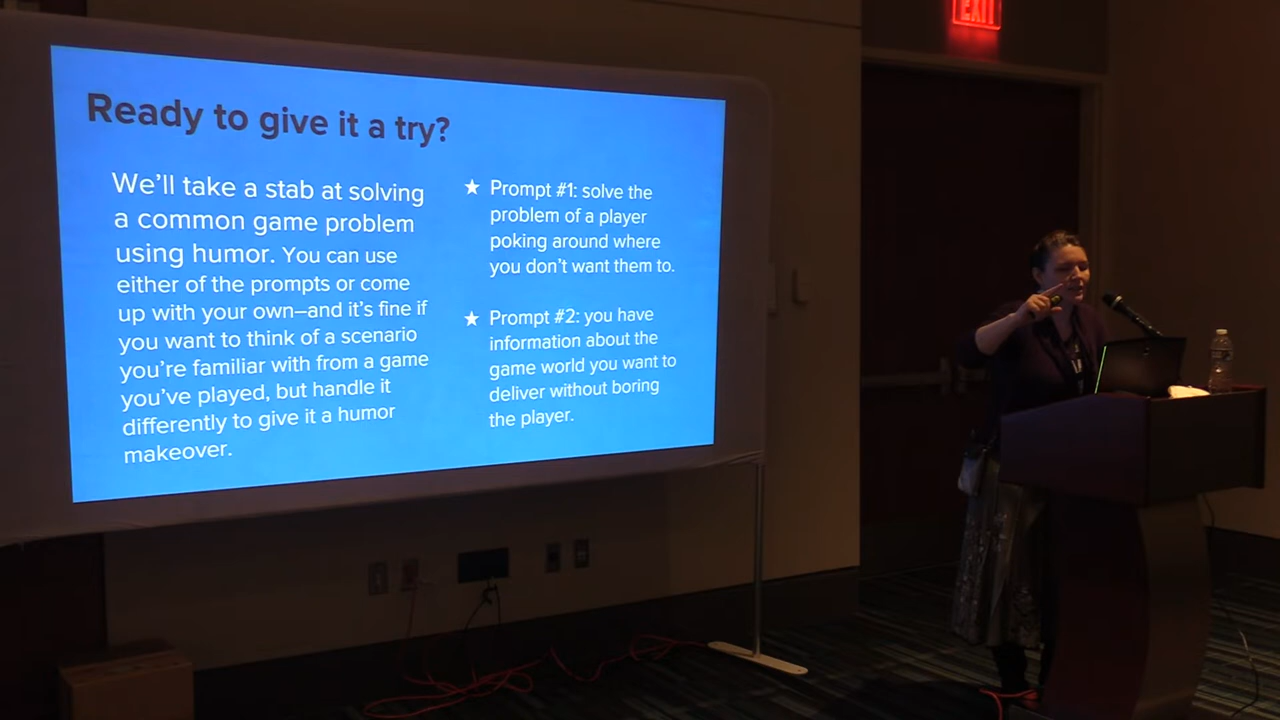 EXIT
Ready to give it a try?
We'll take a stab at solving
a common game problem
using humor. You can use
either of the prompts or come
up with your own–and it's fine if
you want to think of a scenario
you're familiar with from a game
you've played, but handle it
differently to give it a humor
makeover.
★ Prompt #1: solve the
problem of a player
poking around where
you don't want them to.
★ Prompt #2: you have
information about the
game world you want to
deliver without boring
the player.